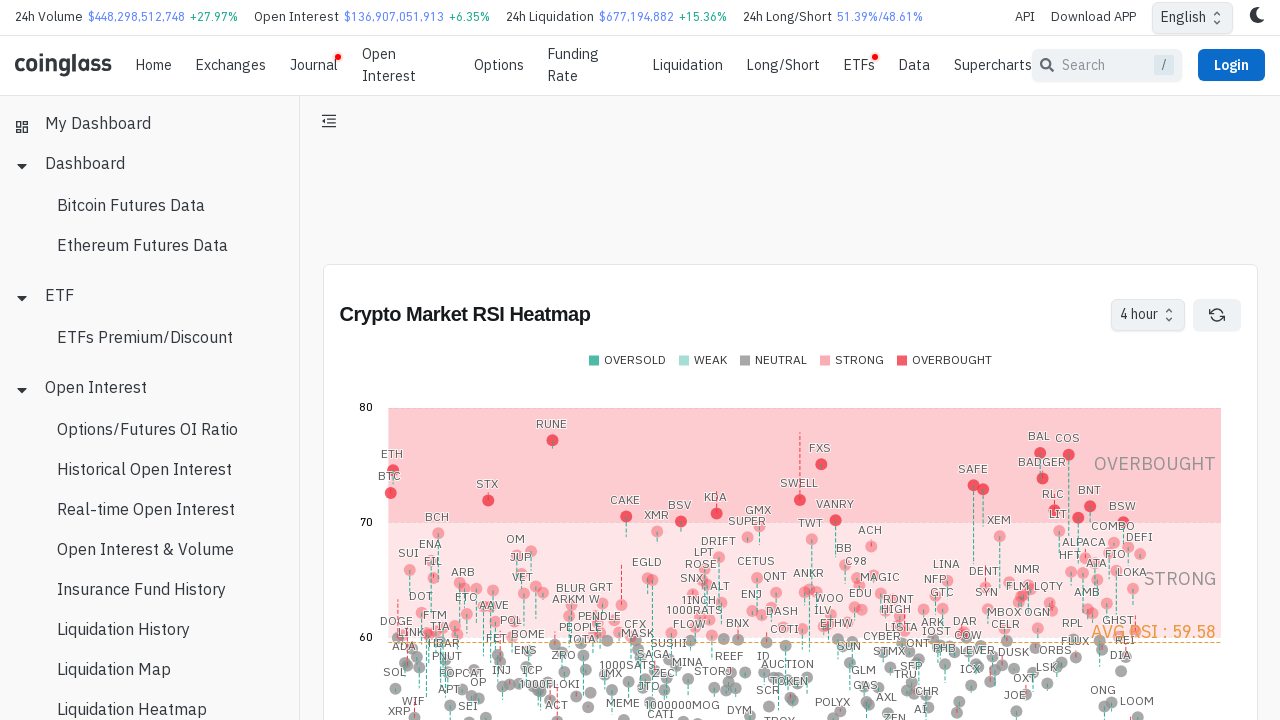 24h Volume $448,298,512,748 +27.97% Open Interest $136,907,051,913 +6.35% 24h Liquidation $677,194,882 +15.36% 24h Long/Short 51.39%/48.61% API Download APP English
coinglass Home Exchanges Journal Open Interest Options Funding Rate Liquidation Long/Short ETFs Data Supercharts Search / Login
My Dashboard
Dashboard
Bitcoin Futures Data
Ethereum Futures Data
ETF
ETFs Premium/Discount
Open Interest
Options/Futures OI Ratio
Historical Open Interest
Real-time Open Interest
Open Interest & Volume
Insurance Fund History
Liquidation History
Liquidation Map
Liquidation Heatmap
Crypto Market RSI Heatmap
4 hour
OVERSOLD WEAK NEUTRAL STRONG OVERBOUGHT
80
RUNE
BAL COS
FXS
ETH
BADGER OVERBOUGHT
BTC SAFE
STX SWELL
BNT
CAKE KDA RLC
BSV VANRY BSW
XMR GMX LIT
BCH SUPER TWT XEM
70
COMBO
ACH
OM DRIFT DEFI
ENA ALPACA
SUI JUP LPT BB HFT FIO
FIL EGLD ROSE CETUS C98 LINA ATA
ARB VET SNX QNT ANKR MAGIC NFP DENT NMR LOKA STRONG
BLUR GRT ALT
DOT ETC ARKM W 1INCH ENJ WOO EDU GTC SYN FLM LQTY AMB
AAVE 1000RATS DASH ILV RDNT HIGH MBOX OGN
DOGE FTM POL PENDLE CFX FLOW BNX ETHW ARK DAR CELR RPL GHST
LINK TIA PEOPLE MASK COTI LISTA IOST
60
AVG RSI : 59.58
ADA FET BOME IOTA SUSHI SUN CYBER ONT COW FLUX REI
PNUT ENS ZRO SAGA REEF ID STMX PHB LEVER DUSK ORBS DIA
SOL HOPCAT INJ ICP IMX 1000SATS ZEC MINA STORJ AUCTION GLM SFP TRU ICX OXT LSK
APT OP 1000FLOKI JTO SCR TOKEN GAS CHR JOE ONG
WIF SEI ACT MEME 1000000MOG POLYX AXL LOOM
XRP CATI DYM TROY ZEN AI